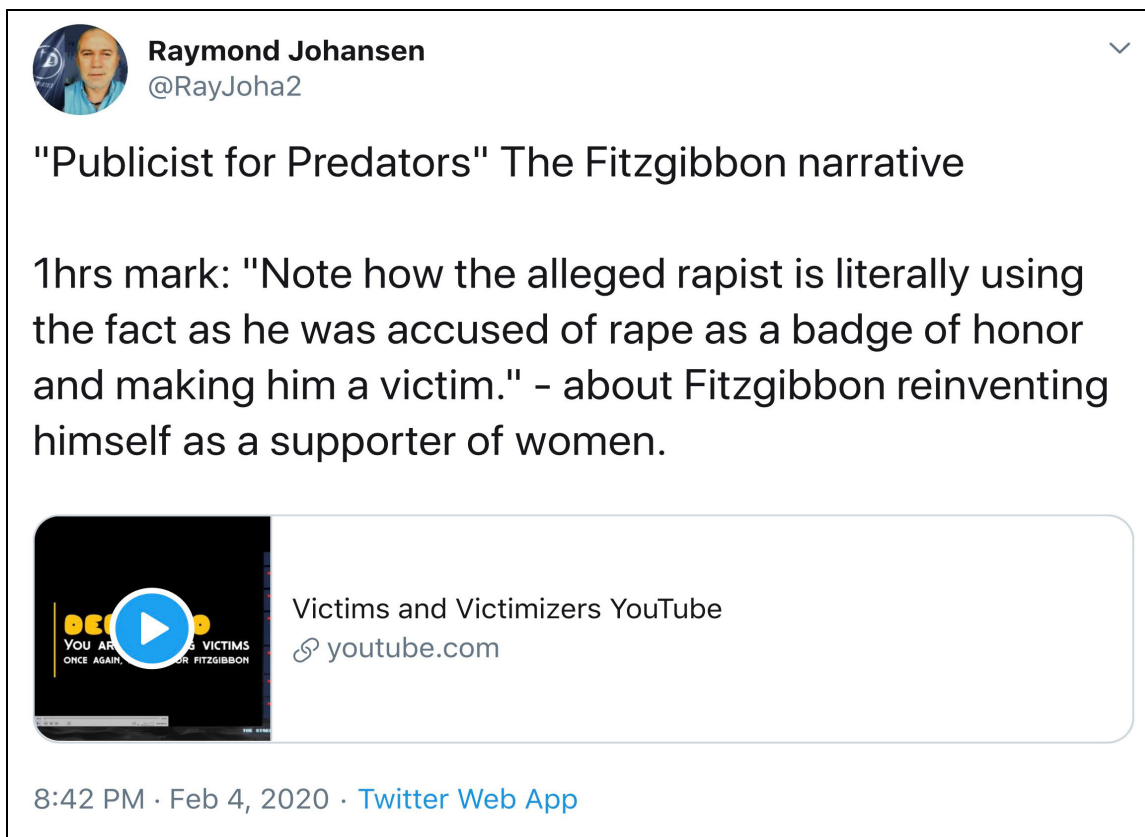 Raymond Johansen
@RayJoha2
"Publicist for Predators" The Fitzgibbon narrative
1hrs mark: "Note how the alleged rapist is literally using
the fact as he was accused of rape as a badge of honor
and making him a victim." - about Fitzgibbon reinventing
himself as a supporter of women.
YOU VICTIMS
ONCE AGAIN, FITZGIBBON
Victims and Victimizers YouTube
youtube.com
8:42 PM · Feb 4, 2020 · Twitter Web App